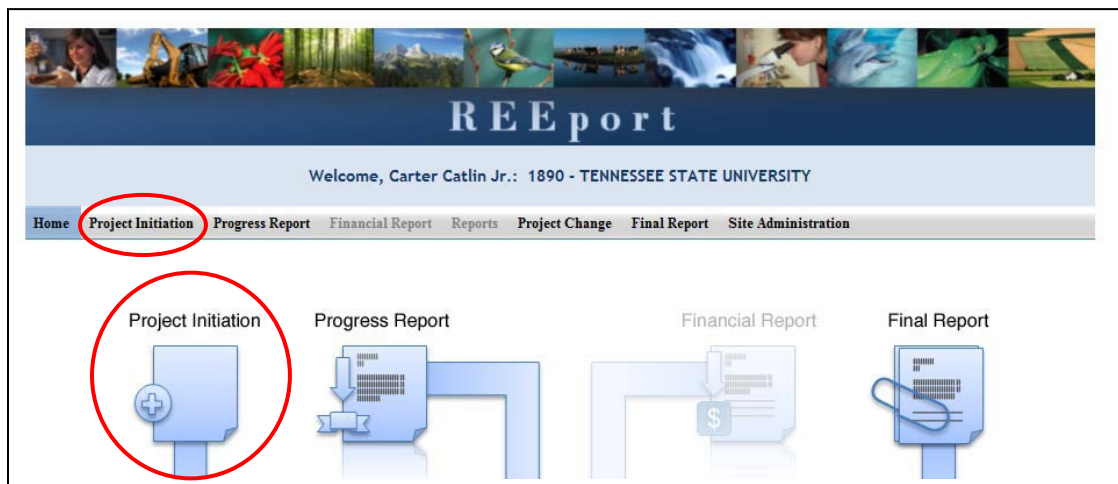 REEport
Welcome, Carter Catlin Jr.: 1890 - TENNESSEE STATE UNIVERSITY
Home Project Initiation Progress Report Financial Report Reports Project Change Final Report Site Administration
Project Initiation Progress Report Financial Report Final Report
$